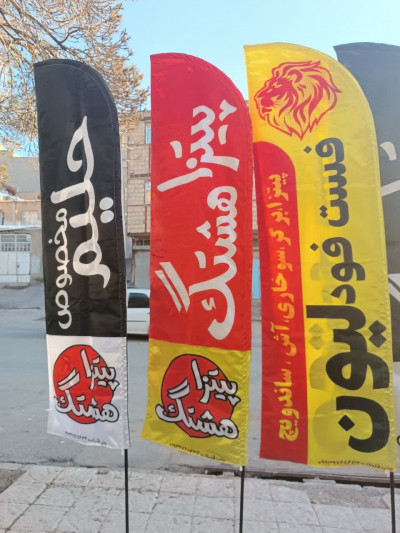 حلیم
مخصوص
پیتزا
هشتگ
پیتزا هشتگ
پیتزا
هشتگ
فست فود لیون
پیتزا،برگر،سوخاری،آش، ساندویچ